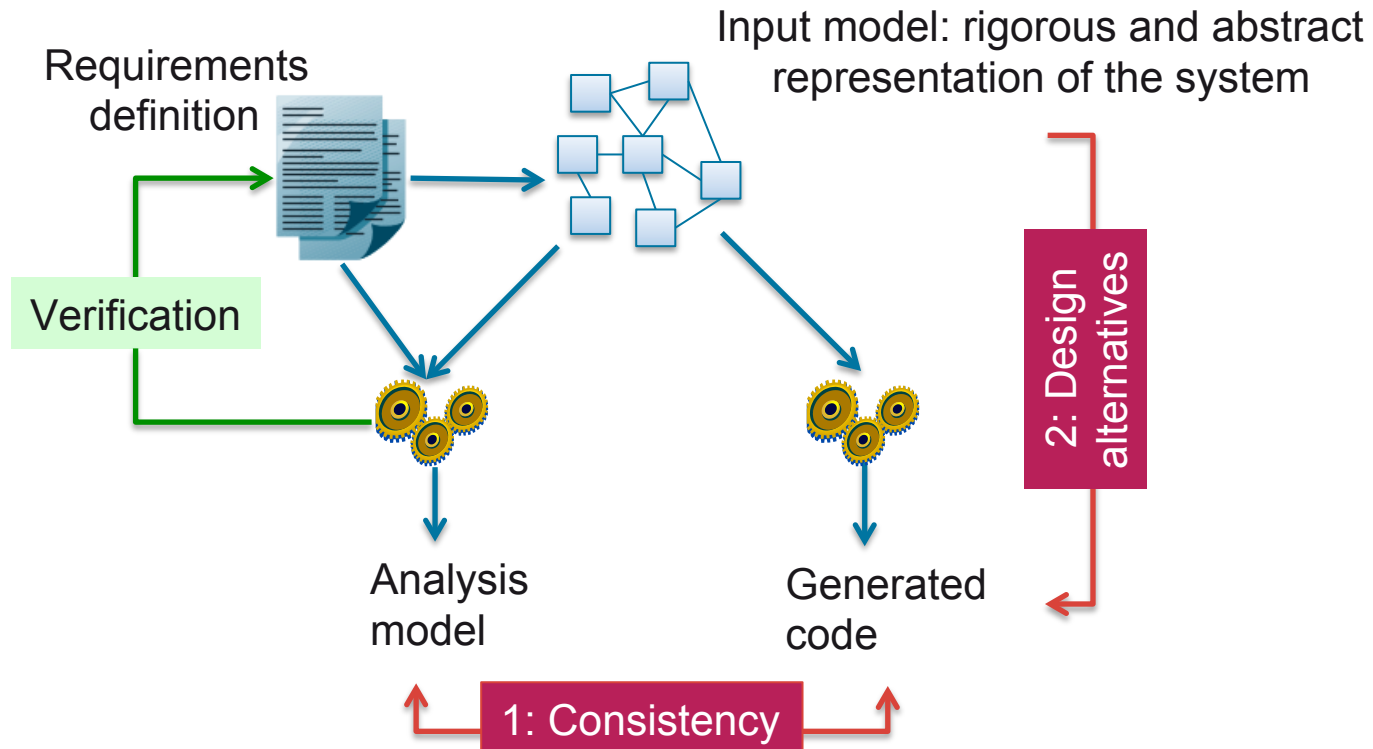 Input model: rigorous and abstract
representation of the system
Requirements
definition
Verification
2: Design
alternatives
Analysis
model
Generated
code
1: Consistency